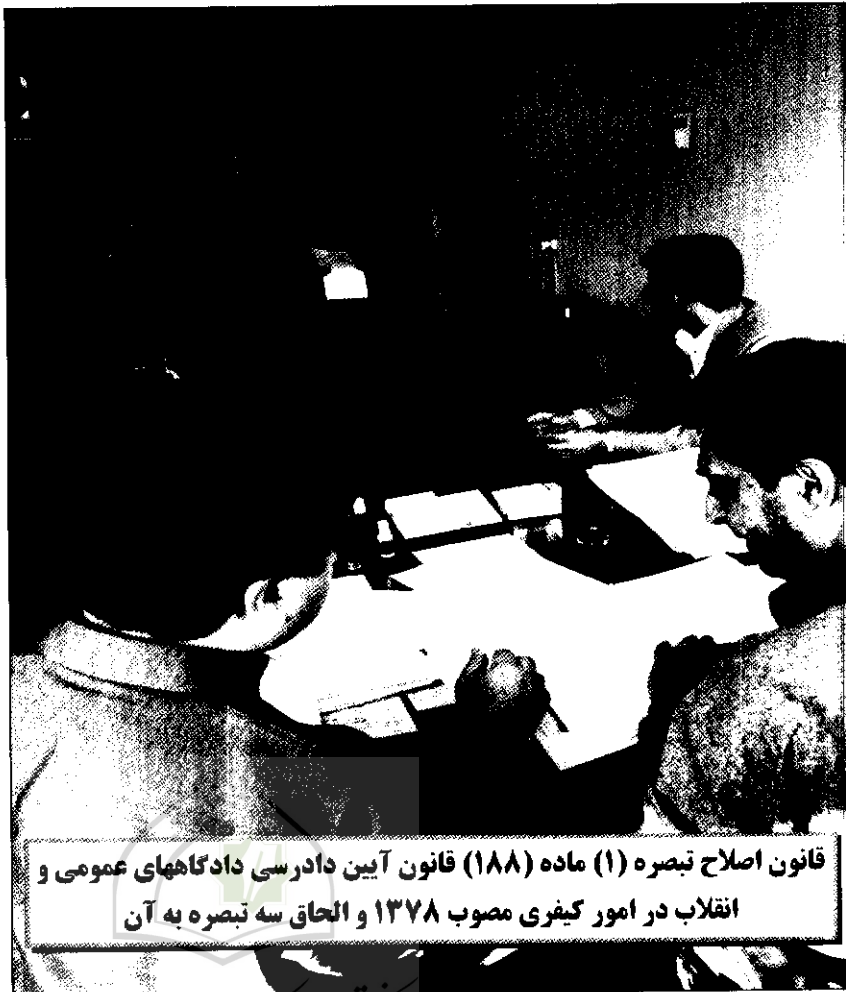 قانون اصلاح تبصره (۱) ماده (۱۸۸) قانون آیین دادرسی دادگاههای عمومی و
انقلاب در امور کیفری مصوب ۱۳۷۸ و الحاق سه تبصره به آن